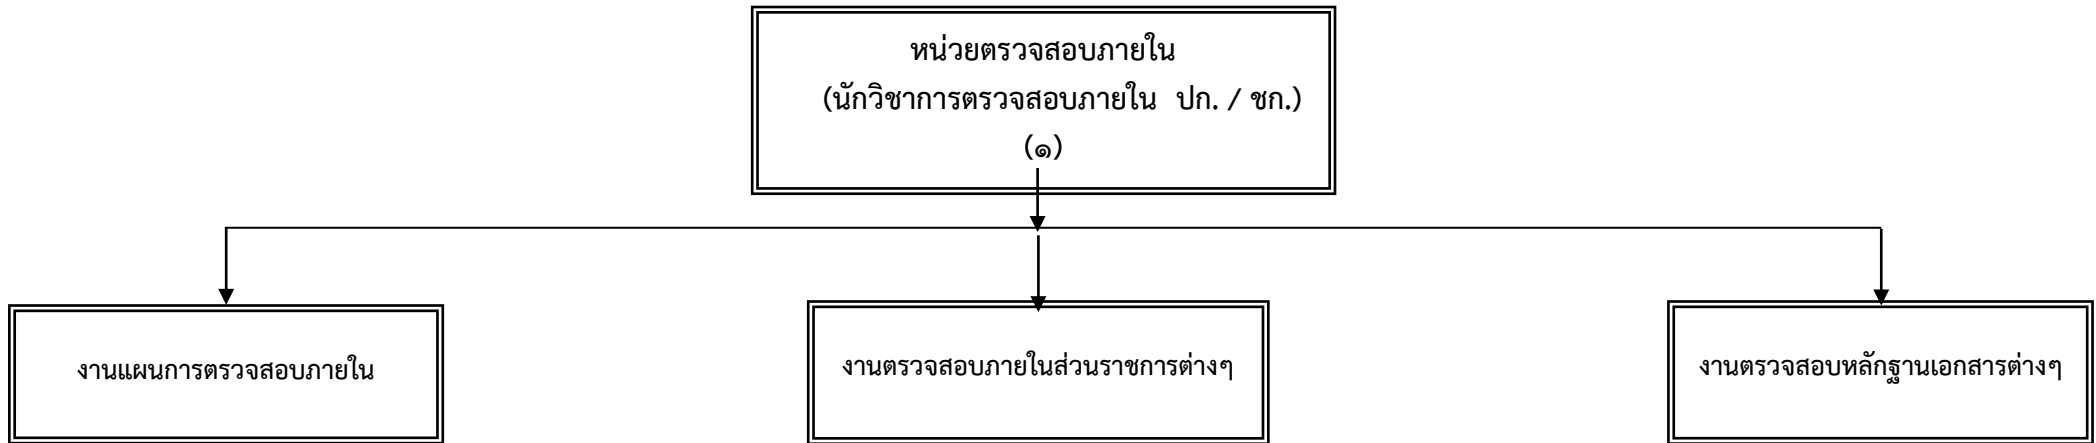 หน่วยตรวจสอบภายใน
(นักวิชาการตรวจสอบภายใน ปก. / ชก.)
(๑)
งานแผนการตรวจสอบภายใน
งานตรวจสอบภายในส่วนราชการต่างๆ
งานตรวจสอบหลักฐานเอกสารต่างๆ